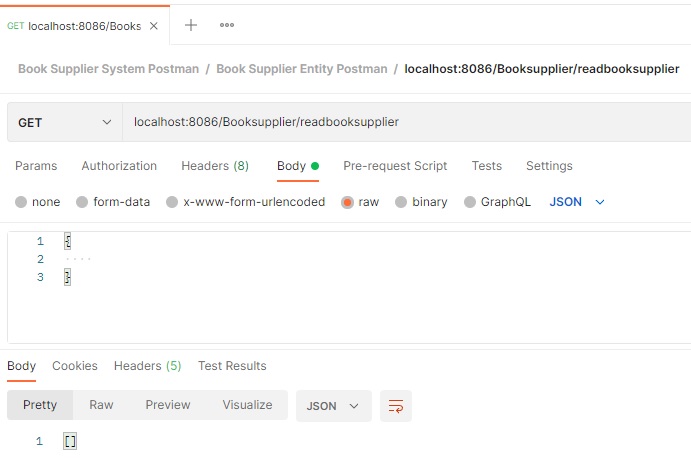 GET localhost:8086/Books
Book Supplier System Postman / Book Supplier Entity Postman / localhost:8086/Booksupplier/readbooksupplier
GET localhost:8086/Booksupplier/readbooksupplier
Params Authorization Headers (8) Body Pre-request Script Tests Settings
none form-data x-www-form-urlencoded raw binary GraphQL JSON
1 {
2 ····
3 }
Body Cookies Headers (5) Test Results
Pretty Raw Preview Visualize JSON
1 []